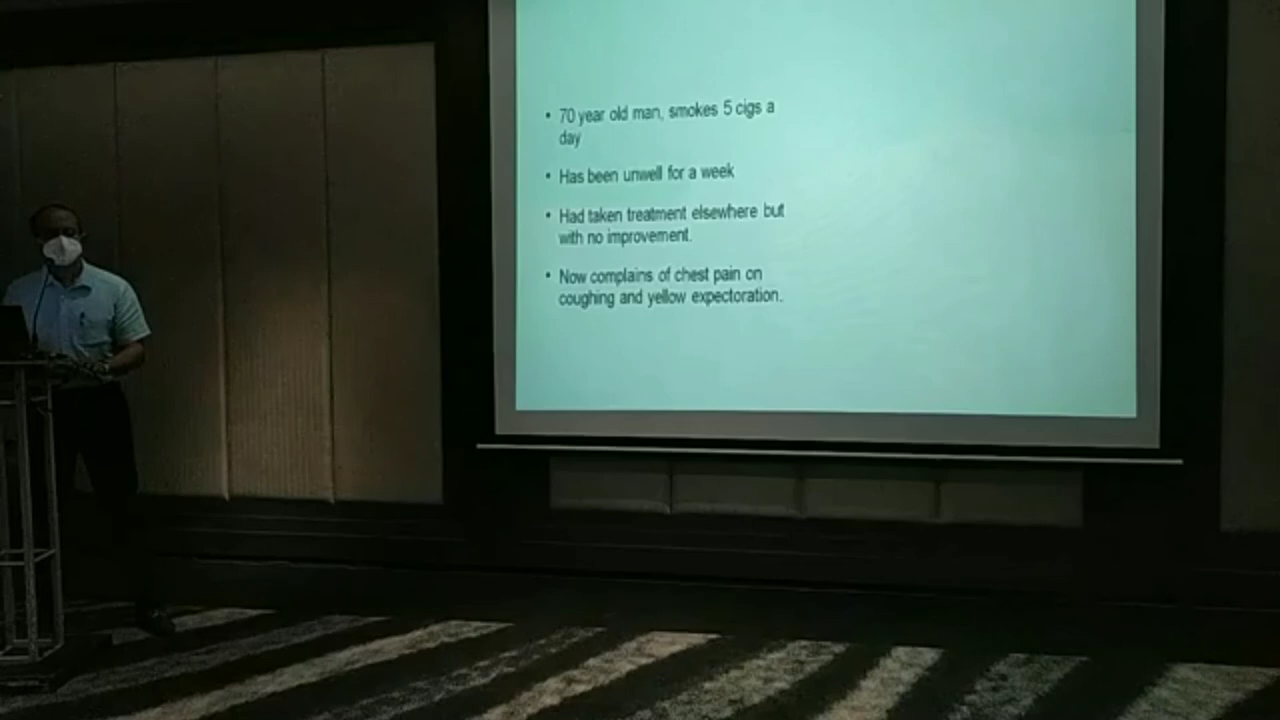 • 70 year old man, smokes 5 cigs a
day
• Has been unwell for a week
• Had taken treatment elsewhere but
with no improvement.
• Now complains of chest pain on
coughing and yellow expectoration.